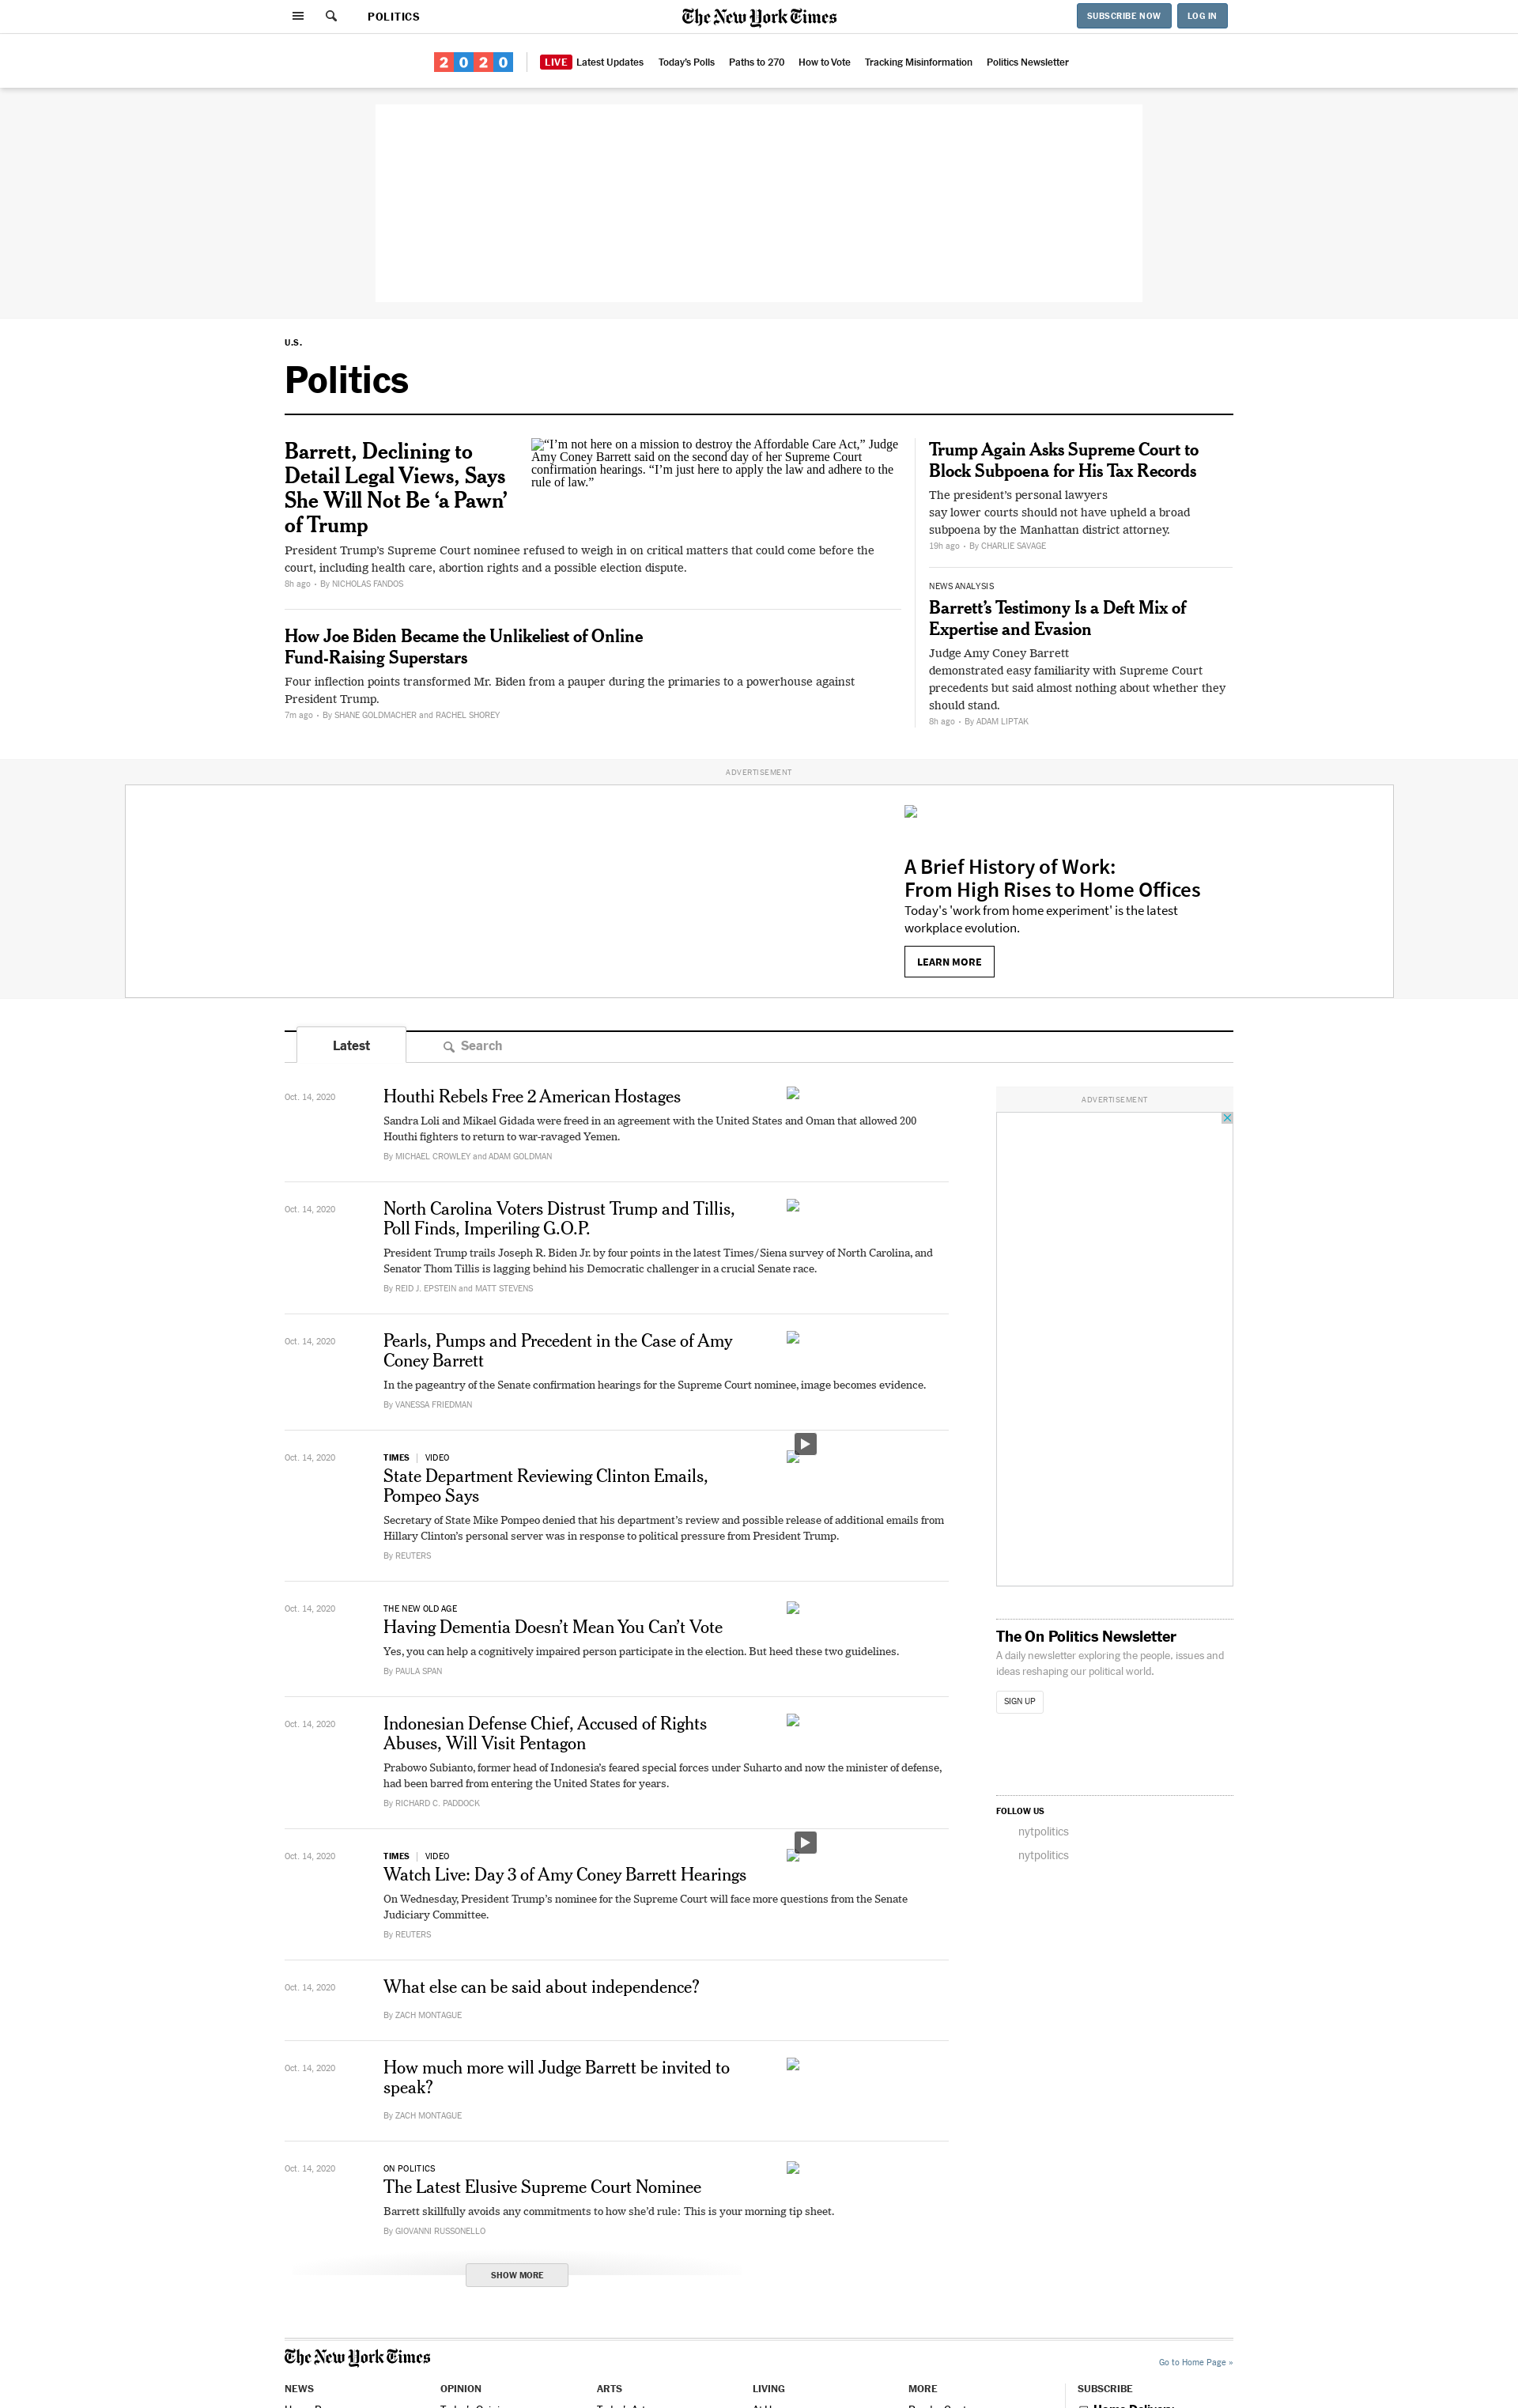 POLITICS
The New York Times
SUBSCRIBE NOW
LOG IN
2020
LIVE Latest Updates
Today's Polls
Paths to 270
How to Vote
Tracking Misinformation
Politics Newsletter
U.S.
Politics
Barrett, Declining to
Detail Legal Views, Says
She Will Not Be ‘a Pawn’
of Trump
“I’m not here on a mission to destroy the Affordable Care Act,” Judge
Amy Coney Barrett said on the second day of her Supreme Court
confirmation hearings. “I’m just here to apply the law and adhere to the
rule of law.”
President Trump’s Supreme Court nominee refused to weigh in on critical matters that could come before the
court, including health care, abortion rights and a possible election dispute.
8h ago • By NICHOLAS FANDOS
How Joe Biden Became the Unlikeliest of Online
Fund-Raising Superstars
Four inflection points transformed Mr. Biden from a pauper during the primaries to a powerhouse against
President Trump.
7m ago • By SHANE GOLDMACHER and RACHEL SHOREY
Trump Again Asks Supreme Court to
Block Subpoena for His Tax Records
The president’s personal lawyers
say lower courts should not have upheld a broad
subpoena by the Manhattan district attorney.
19h ago • By CHARLIE SAVAGE
NEWS ANALYSIS
Barrett’s Testimony Is a Deft Mix of
Expertise and Evasion
Judge Amy Coney Barrett
demonstrated easy familiarity with Supreme Court
precedents but said almost nothing about whether they
should stand.
8h ago • By ADAM LIPTAK
ADVERTISEMENT
A Brief History of Work:
From High Rises to Home Offices
Today's 'work from home experiment' is the latest
workplace evolution.
LEARN MORE
Latest
Search
Oct. 14, 2020
Houthi Rebels Free 2 American Hostages
Sandra Loli and Mikael Gidada were freed in an agreement with the United States and Oman that allowed 200
Houthi fighters to return to war-ravaged Yemen.
By MICHAEL CROWLEY and ADAM GOLDMAN
Oct. 14, 2020
North Carolina Voters Distrust Trump and Tillis,
Poll Finds, Imperiling G.O.P.
President Trump trails Joseph R. Biden Jr. by four points in the latest Times/Siena survey of North Carolina, and
Senator Thom Tillis is lagging behind his Democratic challenger in a crucial Senate race.
By REID J. EPSTEIN and MATT STEVENS
Oct. 14, 2020
Pearls, Pumps and Precedent in the Case of Amy
Coney Barrett
In the pageantry of the Senate confirmation hearings for the Supreme Court nominee, image becomes evidence.
By VANESSA FRIEDMAN
Oct. 14, 2020
TIMES | VIDEO
State Department Reviewing Clinton Emails,
Pompeo Says
Secretary of State Mike Pompeo denied that his department’s review and possible release of additional emails from
Hillary Clinton’s personal server was in response to political pressure from President Trump.
By REUTERS
Oct. 14, 2020
THE NEW OLD AGE
Having Dementia Doesn’t Mean You Can’t Vote
Yes, you can help a cognitively impaired person participate in the election. But heed these two guidelines.
By PAULA SPAN
Oct. 14, 2020
Indonesian Defense Chief, Accused of Rights
Abuses, Will Visit Pentagon
Prabowo Subianto, former head of Indonesia’s feared special forces under Suharto and now the minister of defense,
had been barred from entering the United States for years.
By RICHARD C. PADDOCK
Oct. 14, 2020
TIMES | VIDEO
Watch Live: Day 3 of Amy Coney Barrett Hearings
On Wednesday, President Trump’s nominee for the Supreme Court will face more questions from the Senate
Judiciary Committee.
By REUTERS
Oct. 14, 2020
What else can be said about independence?
By ZACH MONTAGUE
Oct. 14, 2020
How much more will Judge Barrett be invited to
speak?
By ZACH MONTAGUE
Oct. 14, 2020
ON POLITICS
The Latest Elusive Supreme Court Nominee
Barrett skillfully avoids any commitments to how she’d rule: This is your morning tip sheet.
By GIOVANNI RUSSONELLO
SHOW MORE
ADVERTISEMENT
The On Politics Newsletter
A daily newsletter exploring the people, issues and
ideas reshaping our political world.
SIGN UP
FOLLOW US
nytpolitics
nytpolitics
The New York Times
Go to Home Page »
NEWS
OPINION
ARTS
LIVING
MORE
SUBSCRIBE